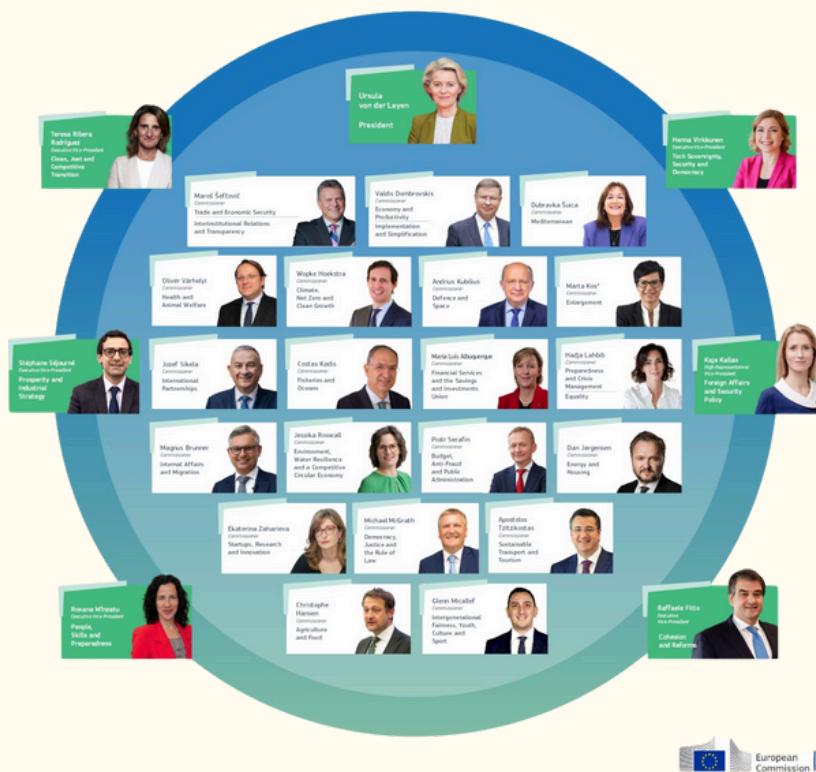 Ursula
von der Leyen
President
Teresa Ribera
Rodríguez
Executive Vice-President
Clean, Just and
Competitive
Transition
Henna Virkkunen
Executive Vice-President
Tech Sovereignty,
Security and
Democracy
Maroš Šefčovič
Commissioner
Trade and Economic Security
Interinstitutional Relations
and Transparency
Valdis Dombrovskis
Commissioner
Economy and
Productivity
Implementation
and Simplification
Dubravka Šuica
Commissioner
Mediterranean
Olivér Várhelyi
Commissioner
Health and
Animal Welfare
Wopke Hoekstra
Commissioner
Climate,
Net Zero and
Clean Growth
Andrius Kubilius
Commissioner
Defence and
Space
Marta Kos*
Commissioner
Enlargement
Stéphane Séjourné
Executive Vice-President
Prosperity and
Industrial
Strategy
Jozef Síkela
Commissioner
International
Partnerships
Costas Kadis
Commissioner
Fisheries and
Oceans
Maria Luís Albuquerque
Commissioner
Financial Services
and the Savings
and Investments
Union
Hadja Lahbib
Commissioner
Preparedness
and Crisis
Management
Equality
Kaja Kallas
High Representative/
Vice-President
Foreign Affairs
and Security
Policy
Magnus Brunner
Commissioner
Internal Affairs
and Migration
Jessika Roswall
Commissioner
Environment,
Water Resilience
and a Competitive
Circular Economy
Piotr Serafin
Commissioner
Budget,
Anti-Fraud
and Public
Administration
Dan Jørgensen
Commissioner
Energy and
Housing
Ekaterina Zaharieva
Commissioner
Startups, Research
and Innovation
Michael McGrath
Commissioner
Democracy,
Justice and
the Rule of
Law
Apostolos
Tzitzikostas
Commissioner
Sustainable
Transport and
Tourism
Roxana Mînzatu
Executive Vice-President
People,
Skills and
Preparedness
Christophe
Hansen
Commissioner
Agriculture
and Food
Glenn Micallef
Commissioner
Intergenerational
Fairness, Youth,
Culture and
Sport
Raffaele Fitto
Executive
Vice-President
Cohesion
and Reforms
European
Commission